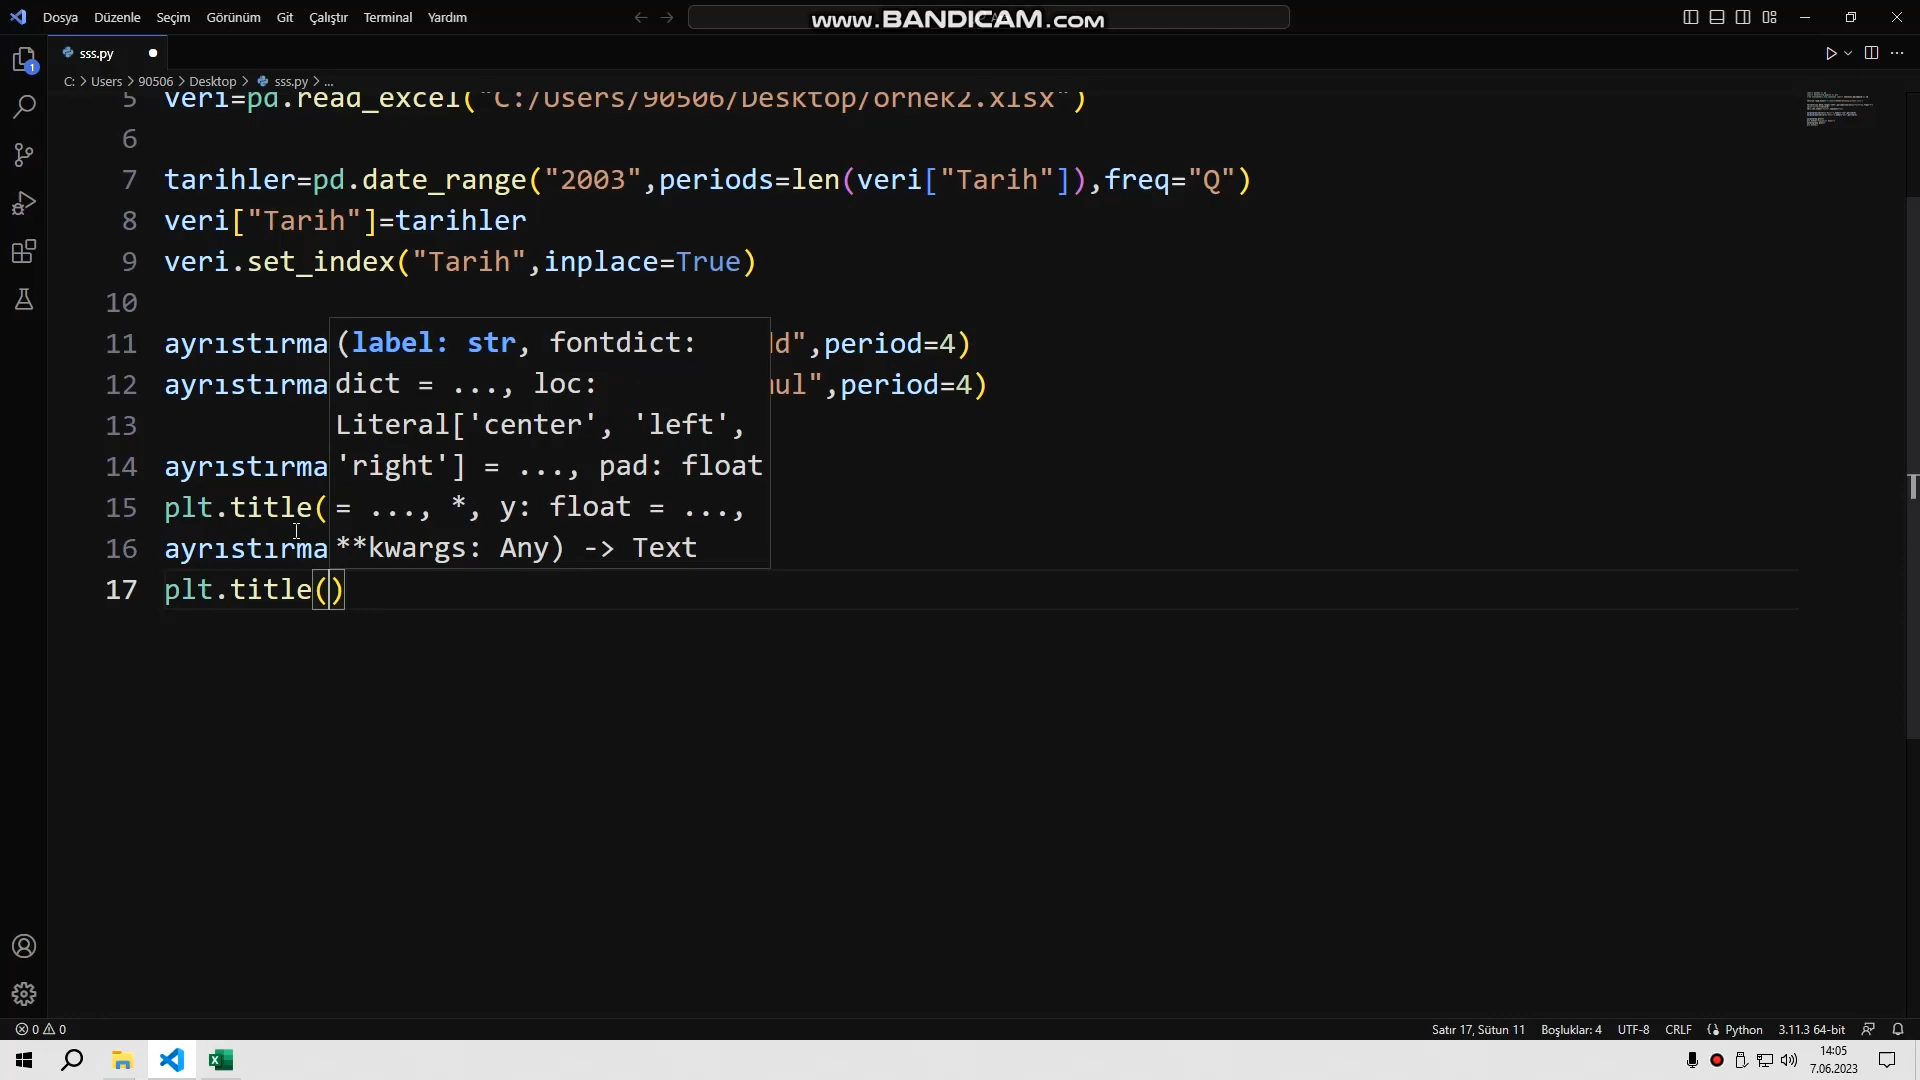 Dosya Düzenle Seçim Görünüm Git Çalıştır Terminal Yardım
www.BANDICAM.com
sss.py
C: > Users > 90506 > Desktop > sss.py > ...
5 veri=pd.read_excel("C:/Users/90506/Desktop/ornek2.xlsx")
6
7 tarihler=pd.date_range("2003",periods=len(veri["Tarih"]),freq="Q")
8 veri["Tarih"]=tarihler
9 veri.set_index("Tarih",inplace=True)
10
11 ayrıstırma (label: str, fontdict: ld",period=4)
dict = ..., loc:
12 ayrıstırma mul",period=4)
Literal['center', 'left',
13
14 ayrıstırma 'right'] = ..., pad: float
15 plt.title( = ..., *, y: float = ...,
16 ayrıstırma **kwargs: Any) -> Text
17 plt.title()
1
0 0
Satır 17, Sütun 11 Boşluklar: 4 UTF-8 CRLF Python 3.11.3 64-bit
14:05
7.06.2023